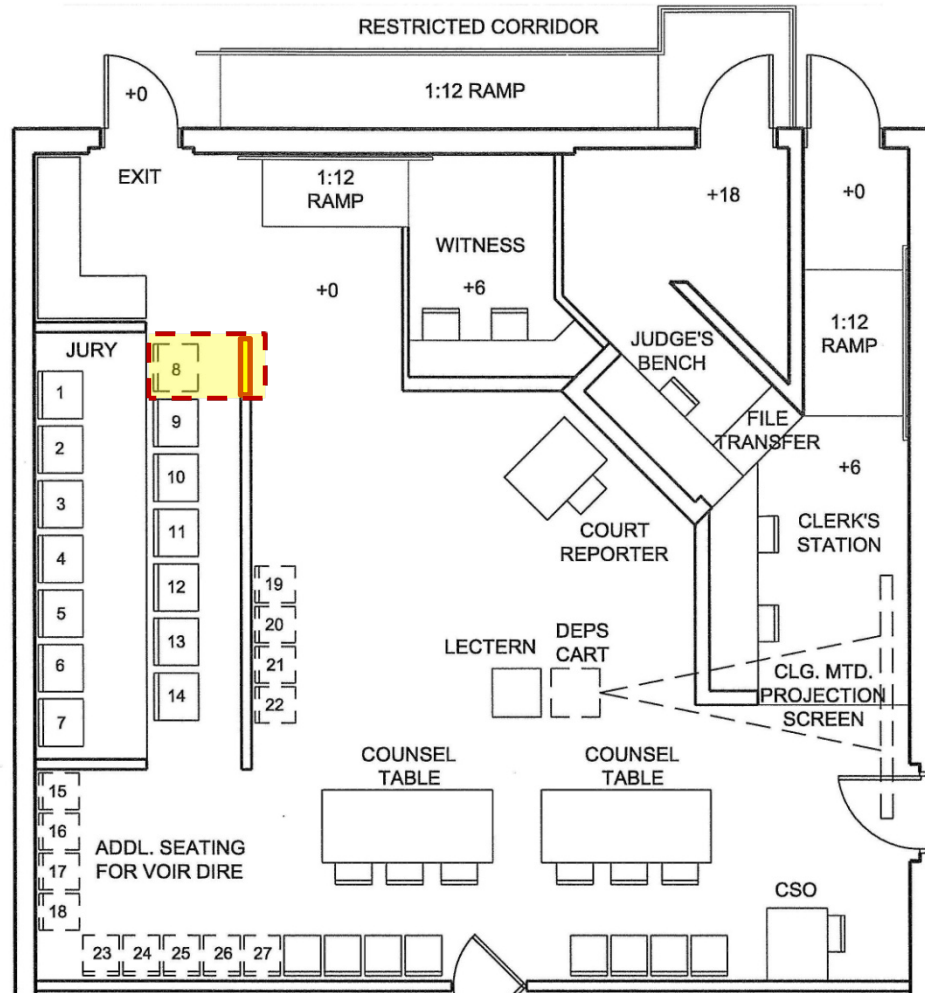 RESTRICTED CORRIDOR
1:12 RAMP
+0
EXIT
1:12
RAMP
+18
+0
WITNESS
+6
+0
JURY
JUDGE'S
BENCH
1:12
RAMP
FILE
TRANSFER
+6
COURT
REPORTER
CLERK'S
STATION
1
2
3
4
5
6
7
8
9
10
11
12
13
14
19
20
21
22
LECTERN
DEPS
CART
CLG. MTD.
PROJECTION
SCREEN
COUNSEL
TABLE
COUNSEL
TABLE
15
16
17
18
ADDL. SEATING
FOR VOIR DIRE
CSO
23
24
25
26
27